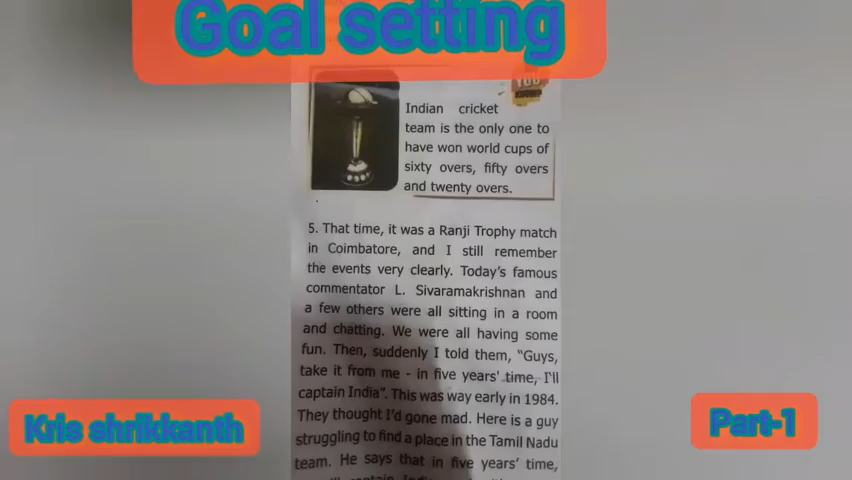 Goal setting
YOU
KNOW?
Indian cricket
team is the only one to
have won world cups of
sixty overs, fifty overs
and twenty overs.
5. That time, it was a Ranji Trophy match
in Coimbatore, and I still remember
the events very clearly. Today's famous
commentator L. Sivaramakrishnan and
a few others were all sitting in a room
and chatting. We were all having some
fun. Then, suddenly I told them, "Guys,
take it from me - in five years' time, I'll
captain India". This was way early in 1984.
They thought I'd gone mad. Here is a guy
struggling to find a place in the Tamil Nadu
team. He says that in five years' time,
Kris shrikkanth
Part-1